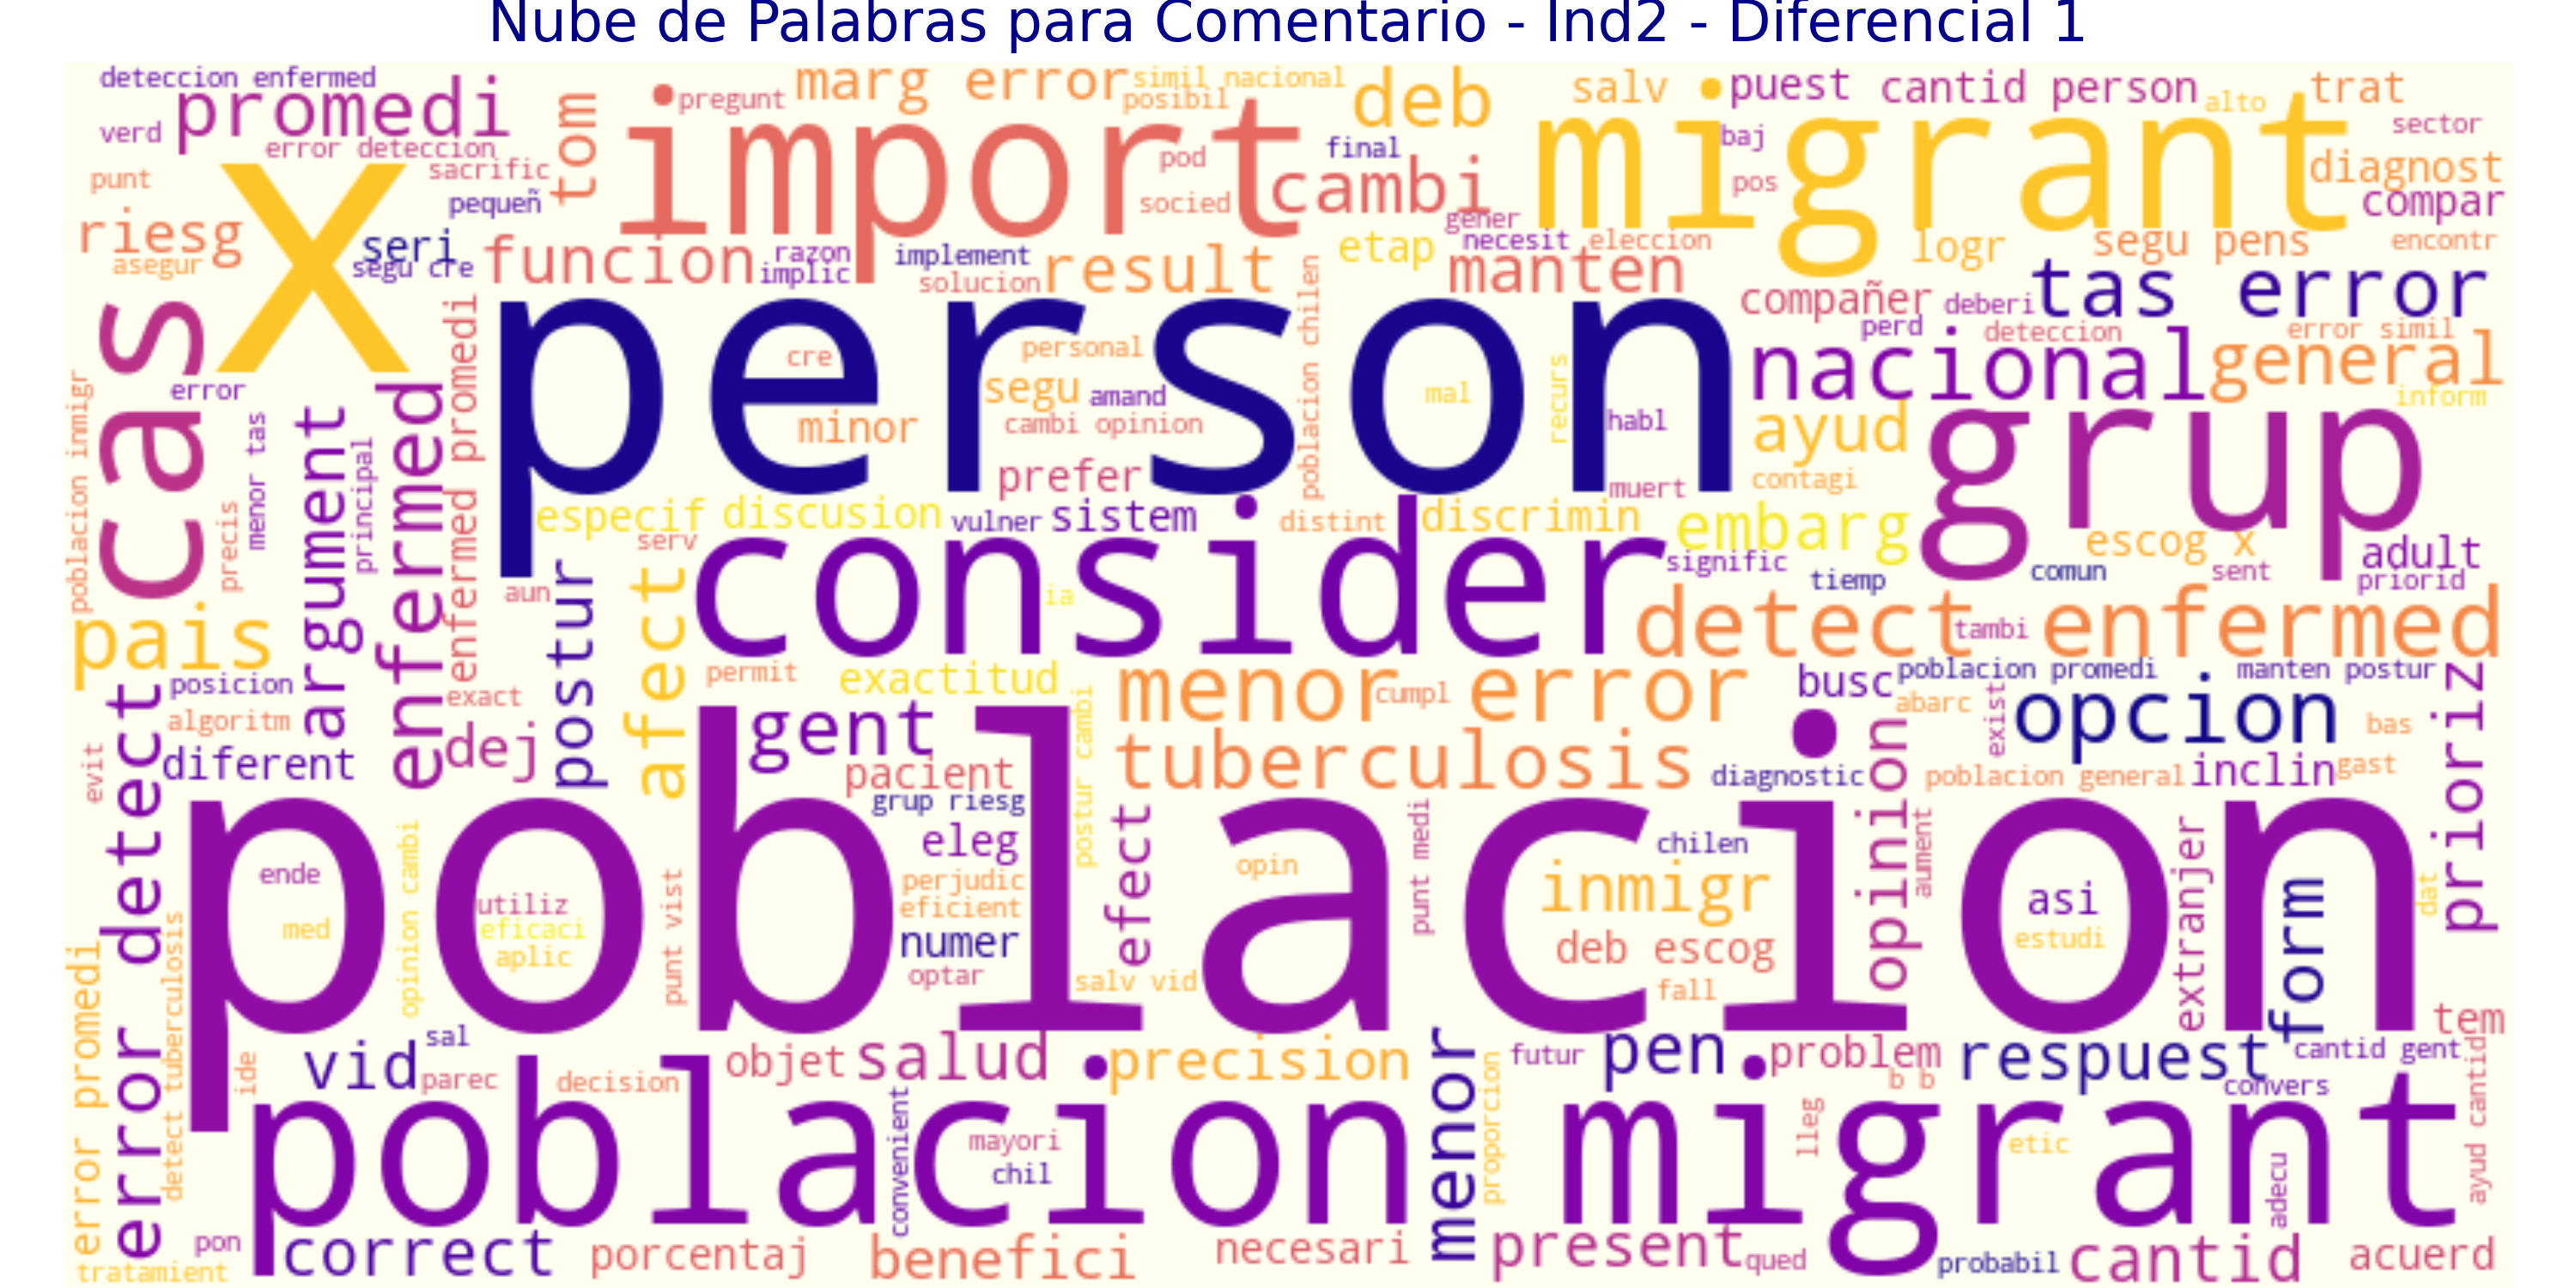 Nube de Palabras para Comentario - Ind2 - Diferencial 1
deteccion enfermed
promedi
verd
error deteccion
sacrific
punt
pequeñ
riesg
asegur
seri
segu cre
x
tom
pregunt
marg error
simil nacional
posibil
import
pod
socied
deb
final
cambi
gener
salv
puest
cantid person
alto
trat
sector
baj
pos
migrant
diagnost
compar
encontr
funcion
razon
implic
implement
solucion
result
etap
necesit
eleccion
manten
logr
segu pens
compañer
deberi
tas error
perd
deteccion
error simil
nacional
general
inform
cas
error
person
cre
personal
segu
amand
minor
cambi opinion
prefer
poblacion chilen
mal
recurs
habl
muert
ayud
contagi
grup
poblacion inmigr
precis
menor tas
principal
argument
enfermed
enfermed promedi
especif
discusion
vulner
sistem
distint
discrimin
embarg
escog x
adult
priorid
serv
consider
signific
tiemp
comun
sent
aun
postur
afect
ia
detect enfermed
tambi
pais
posicion
algoritm
diferent
evit
exact
dej
permit
exactitud
menor error
cumpl
busc
abarc
poblacion promedi
manten postur
exist
opcion
bas
prioriz
gent
pacient
grup riesg
postur cambi
tuberculosis
diagnostic
opinion
poblacion general
inclin
gast
error detect
poblacion
ende
med
opinion cambi
utiliz
eficaci
aplic
punt vist
eleg
perjudic
eficient
numer
optar
efect
salv vid
opin
punt medi
chilen
inmigr
deb escog
fall
aument
asi
estudi
extranjer
form
dat
tem
error promedi
detect tuberculosis
ide
vid
sal
parec
decision
objet
salud
precision
futur
pen
problem
b b
respuest
cantid gent
convers
poblacion migrant
convenient
mayori
chil
menor
proporcion
lleg
etic
adecu
ayud cantid
pon
tratamient
correct
porcentaj
benefici
necesari
present
qued
probabil
cantid
acuerd